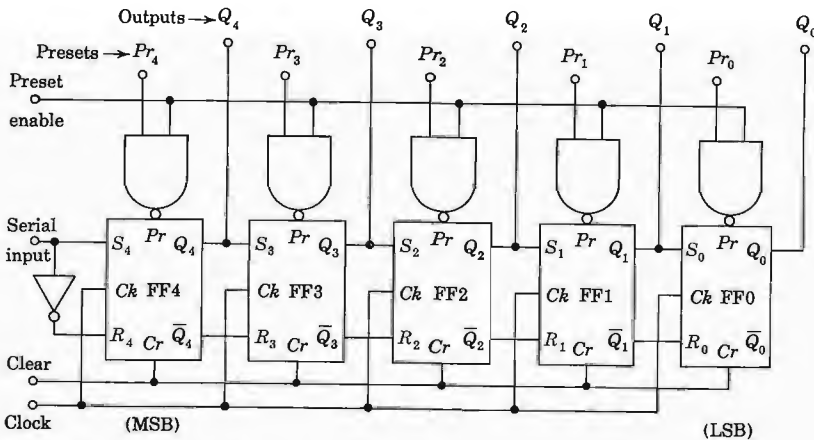 Outputs → Q₄ Q₃ Q₂ Q₁ Q₀
Presets → Pr₄ Pr₃ Pr₂ Pr₁ Pr₀
Preset
enable
Serial
input
S₄ Pr Q₄ S₃ Pr Q₃ S₂ Pr Q₂ S₁ Pr Q₁ S₀ Pr Q₀
Ck FF4 Ck FF3 Ck FF2 Ck FF1 Ck FF0
R₄ Cr Q̅₄ R₃ Cr Q̅₃ R₂ Cr Q̅₂ R₁ Cr Q̅₁ R₀ Cr Q̅₀
Clear
Clock
(MSB) (LSB)